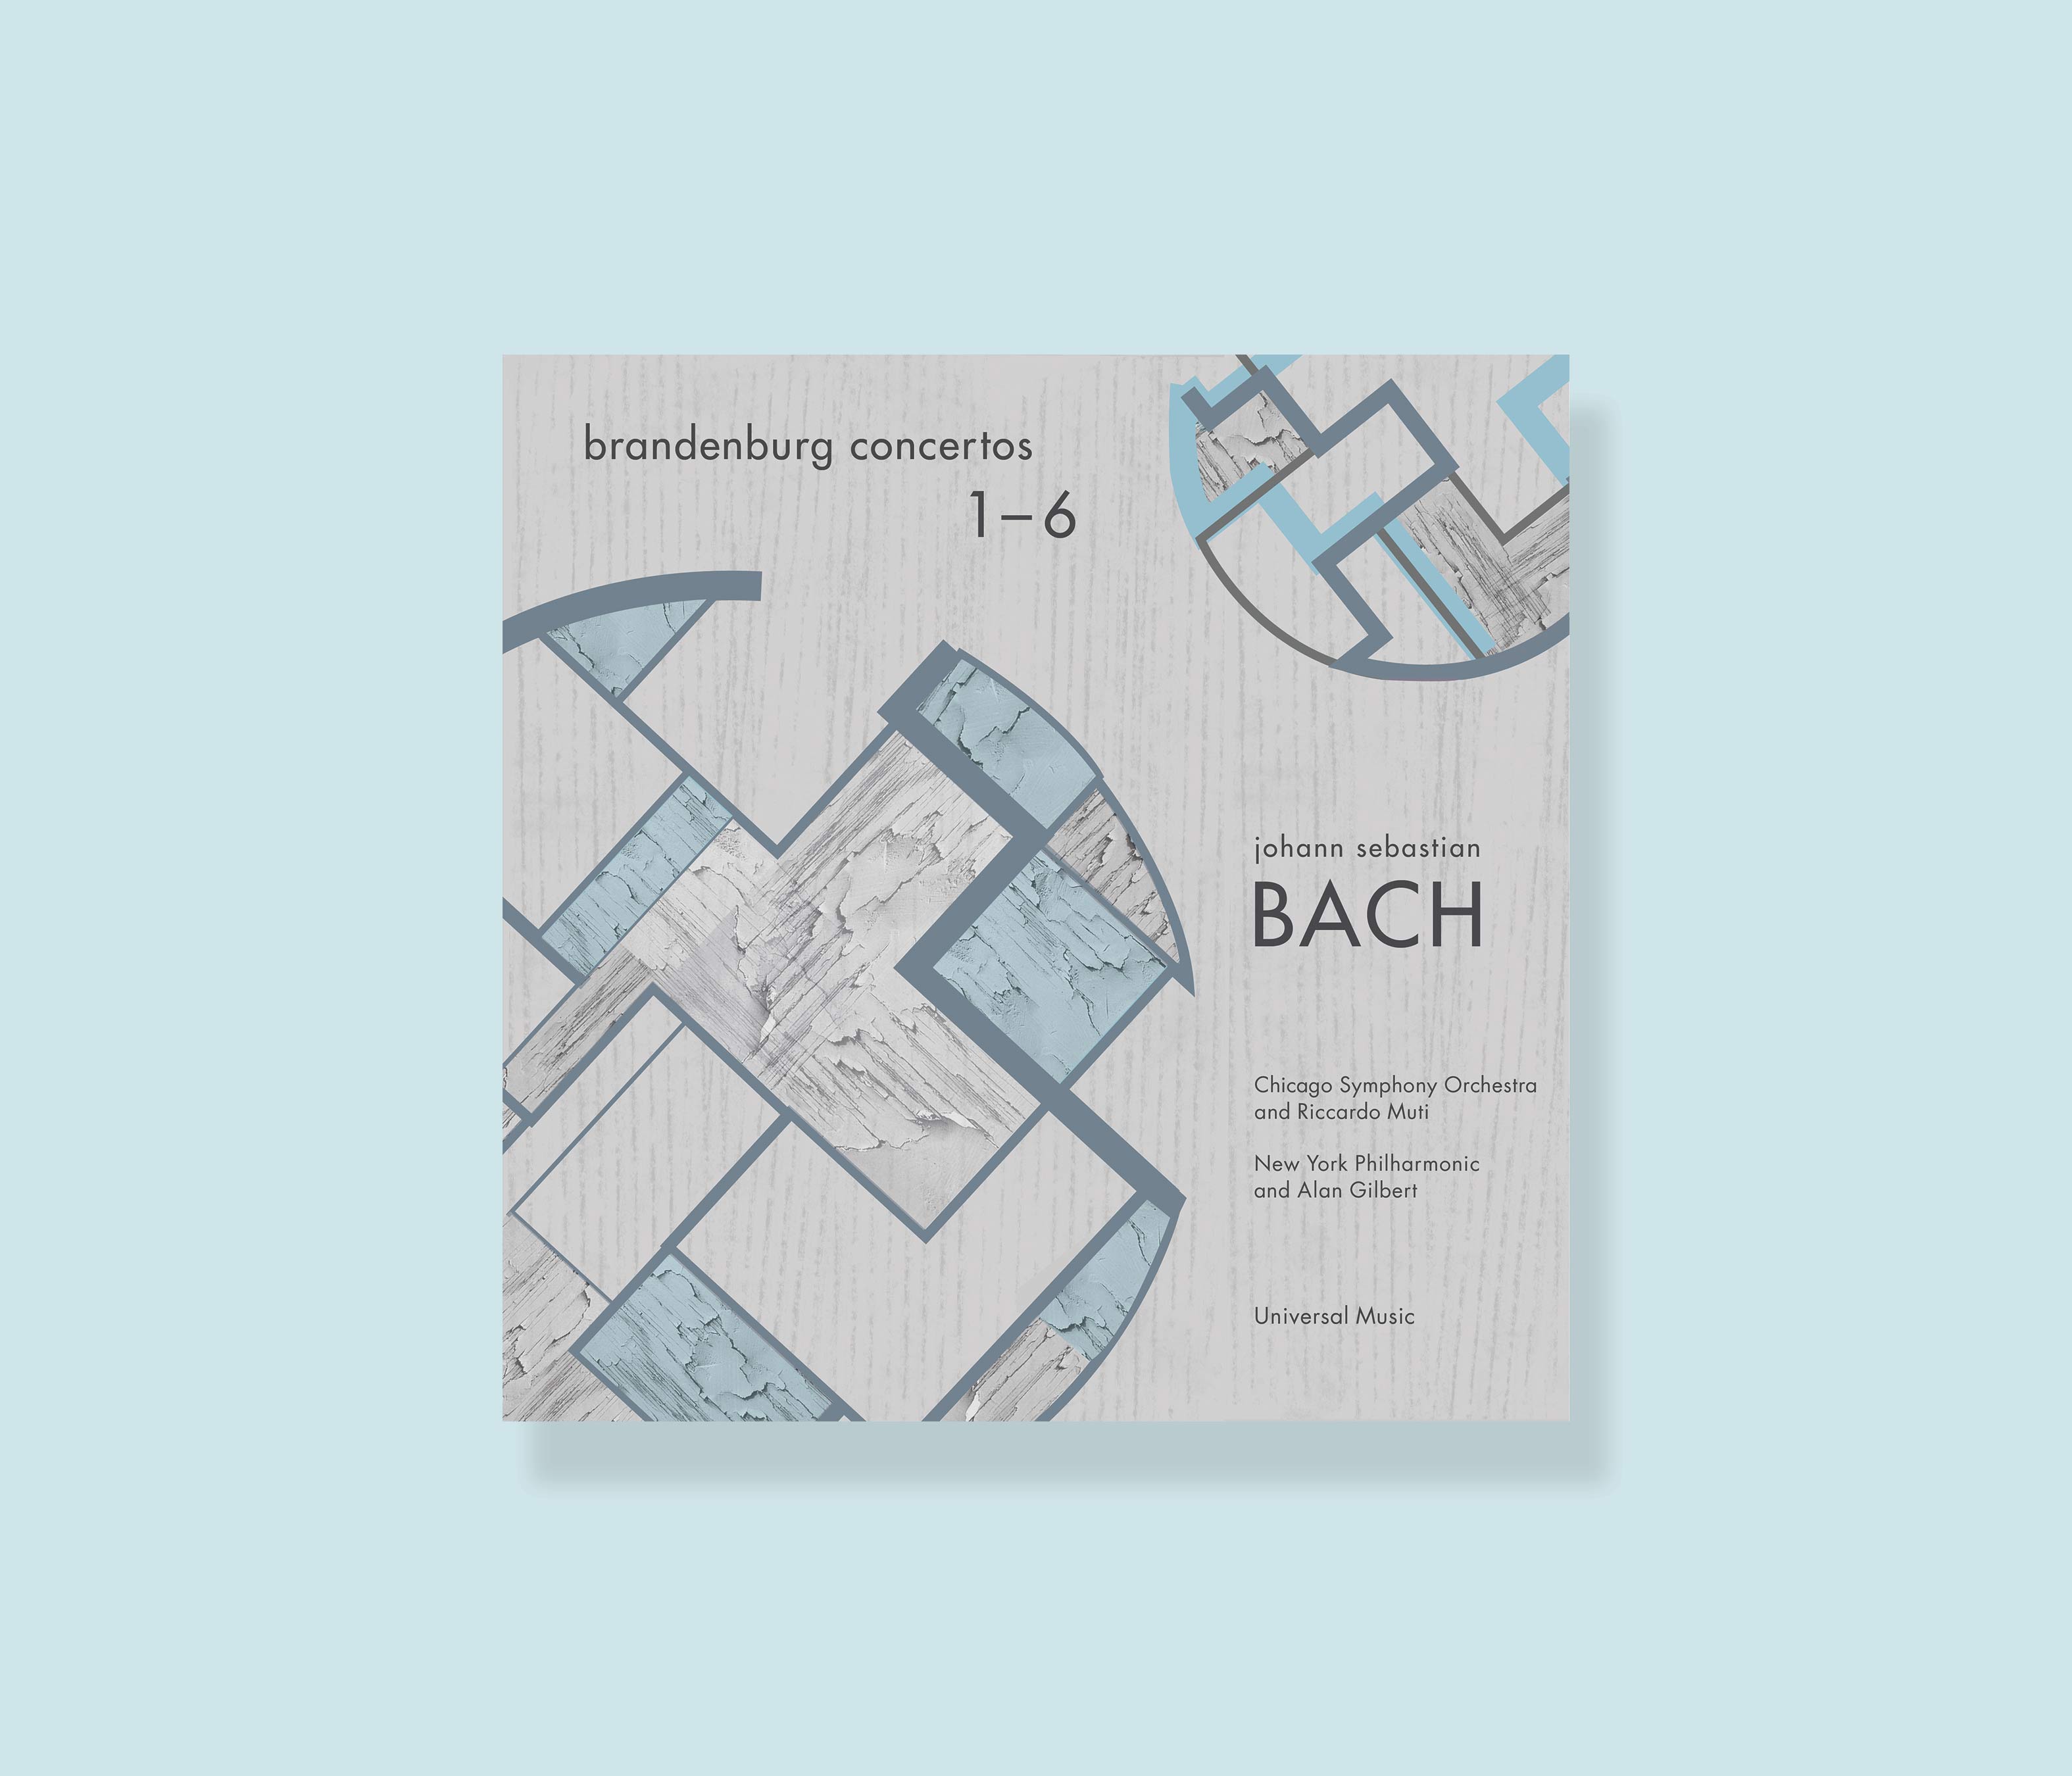 brandenburg concertos
1–6
johann sebastian
BACH
Chicago Symphony Orchestra
and Riccardo Muti
New York Philharmonic
and Alan Gilbert
Universal Music